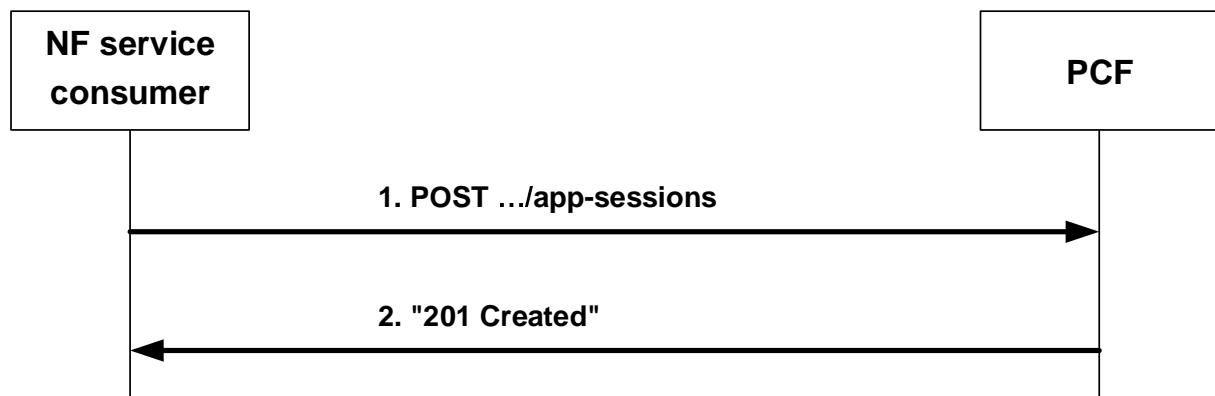 NF service
consumer
PCF
1. POST …/app-sessions
2. "201 Created"